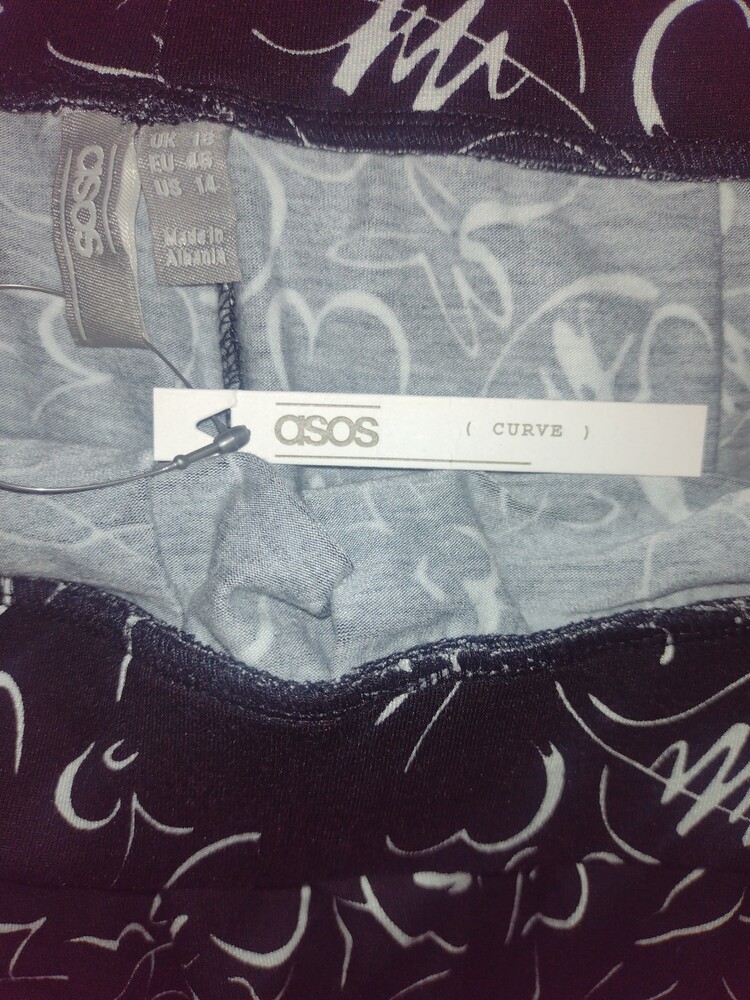 asos
UK 18
EU 46
US 14
Made in
Albania
asos ( CURVE )